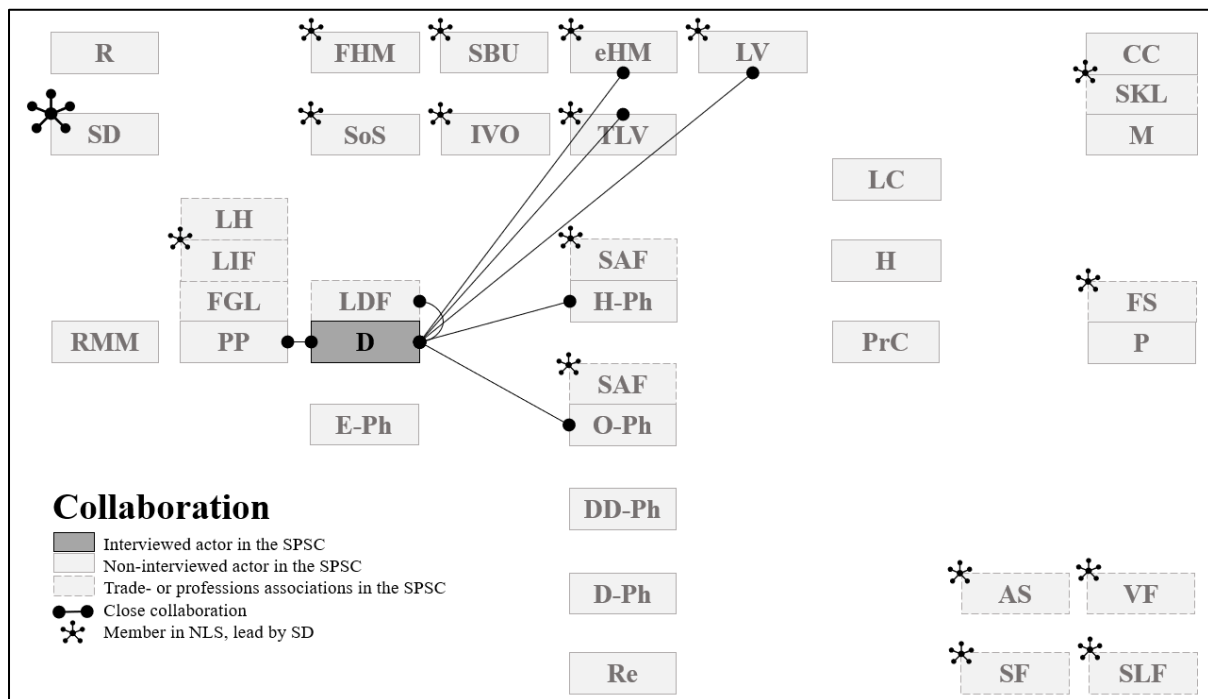 R
FHM
SBU
eHM
LV
CC
SKL
SD
SoS
IVO
TLV
M
LC
LH
LIF
SAF
H
FGL
LDF
H-Ph
FS
RMM
PP
D
PrC
P
SAF
E-Ph
O-Ph
DD-Ph
Collaboration
Interviewed actor in the SPSC
Non-interviewed actor in the SPSC
Trade- or professions associations in the SPSC
Close collaboration
Member in NLS, lead by SD
D-Ph
AS
VF
Re
SF
SLF